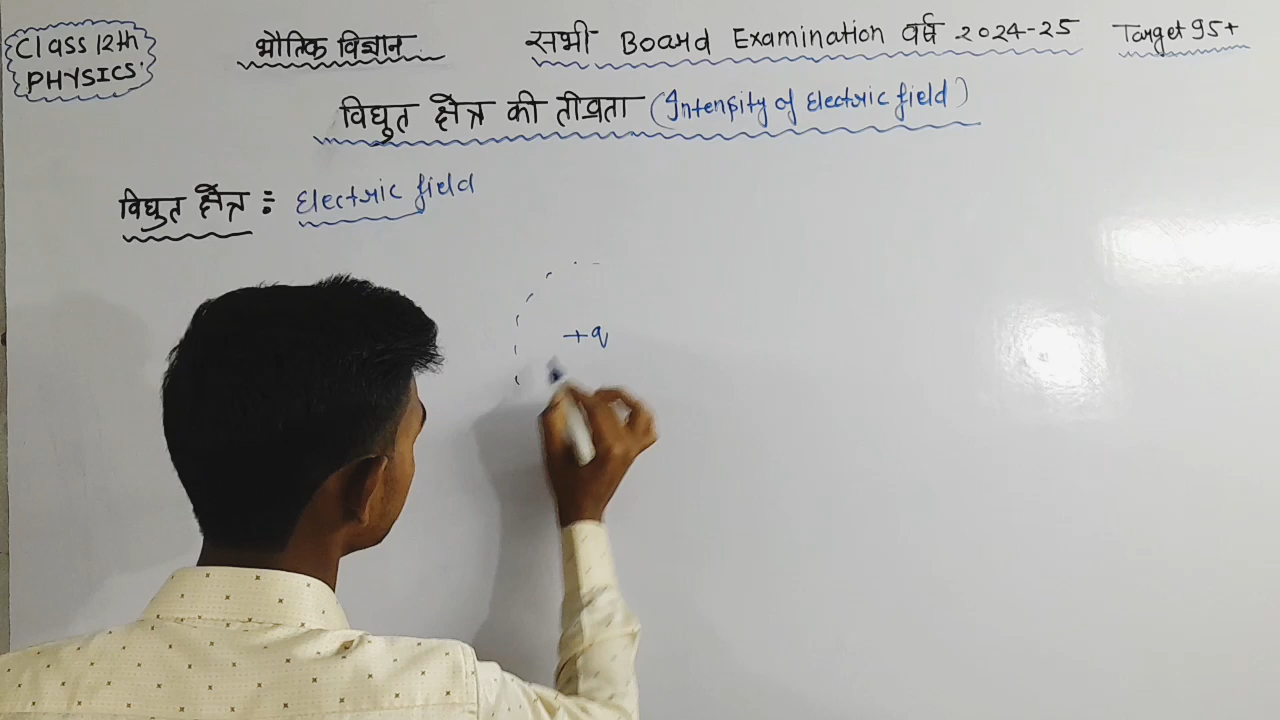 Class 12th
PHYSICS
भौतिक विज्ञान
सभी Board Examination वर्ष 2024-25
Target 95+
विद्युत क्षेत्र की तीव्रता (Intensity of Electric field)
विद्युत क्षेत्र : Electric field
+q